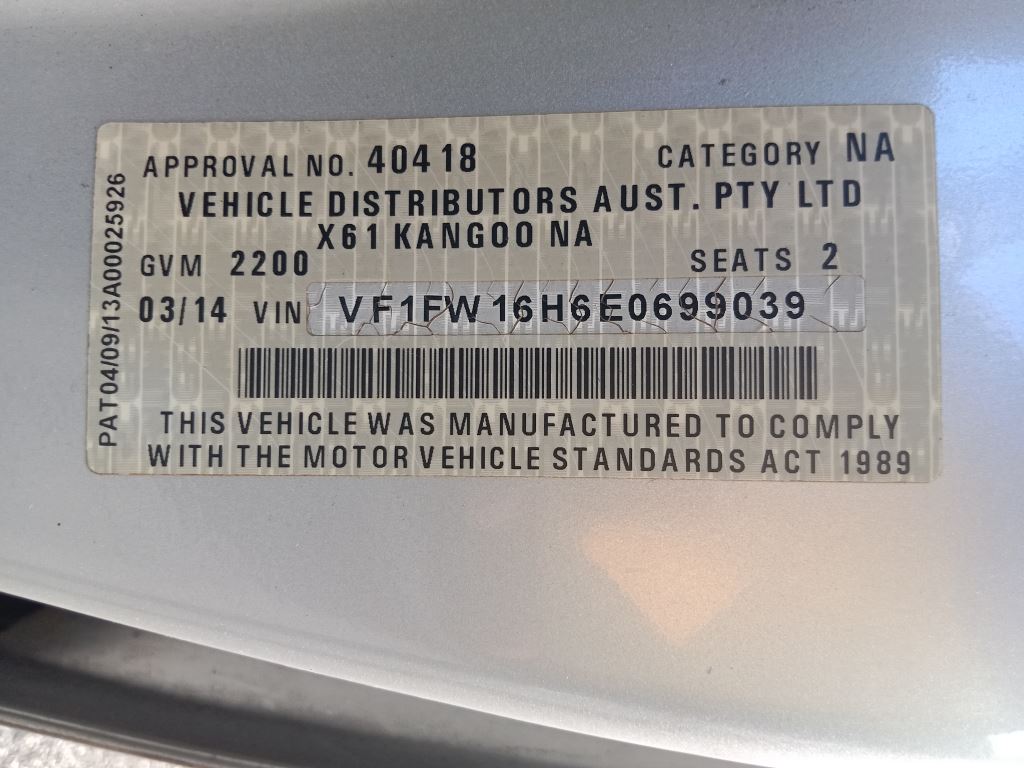 APPROVAL NO. 40418 CATEGORY NA
VEHICLE DISTRIBUTORS AUST. PTY LTD
X61 KANGOO NA
GVM 2200 SEATS 2
03/14 VIN VF1FW16H6E0699039
THIS VEHICLE WAS MANUFACTURED TO COMPLY
WITH THE MOTOR VEHICLE STANDARDS ACT 1989
PAT04/09/13A00025926